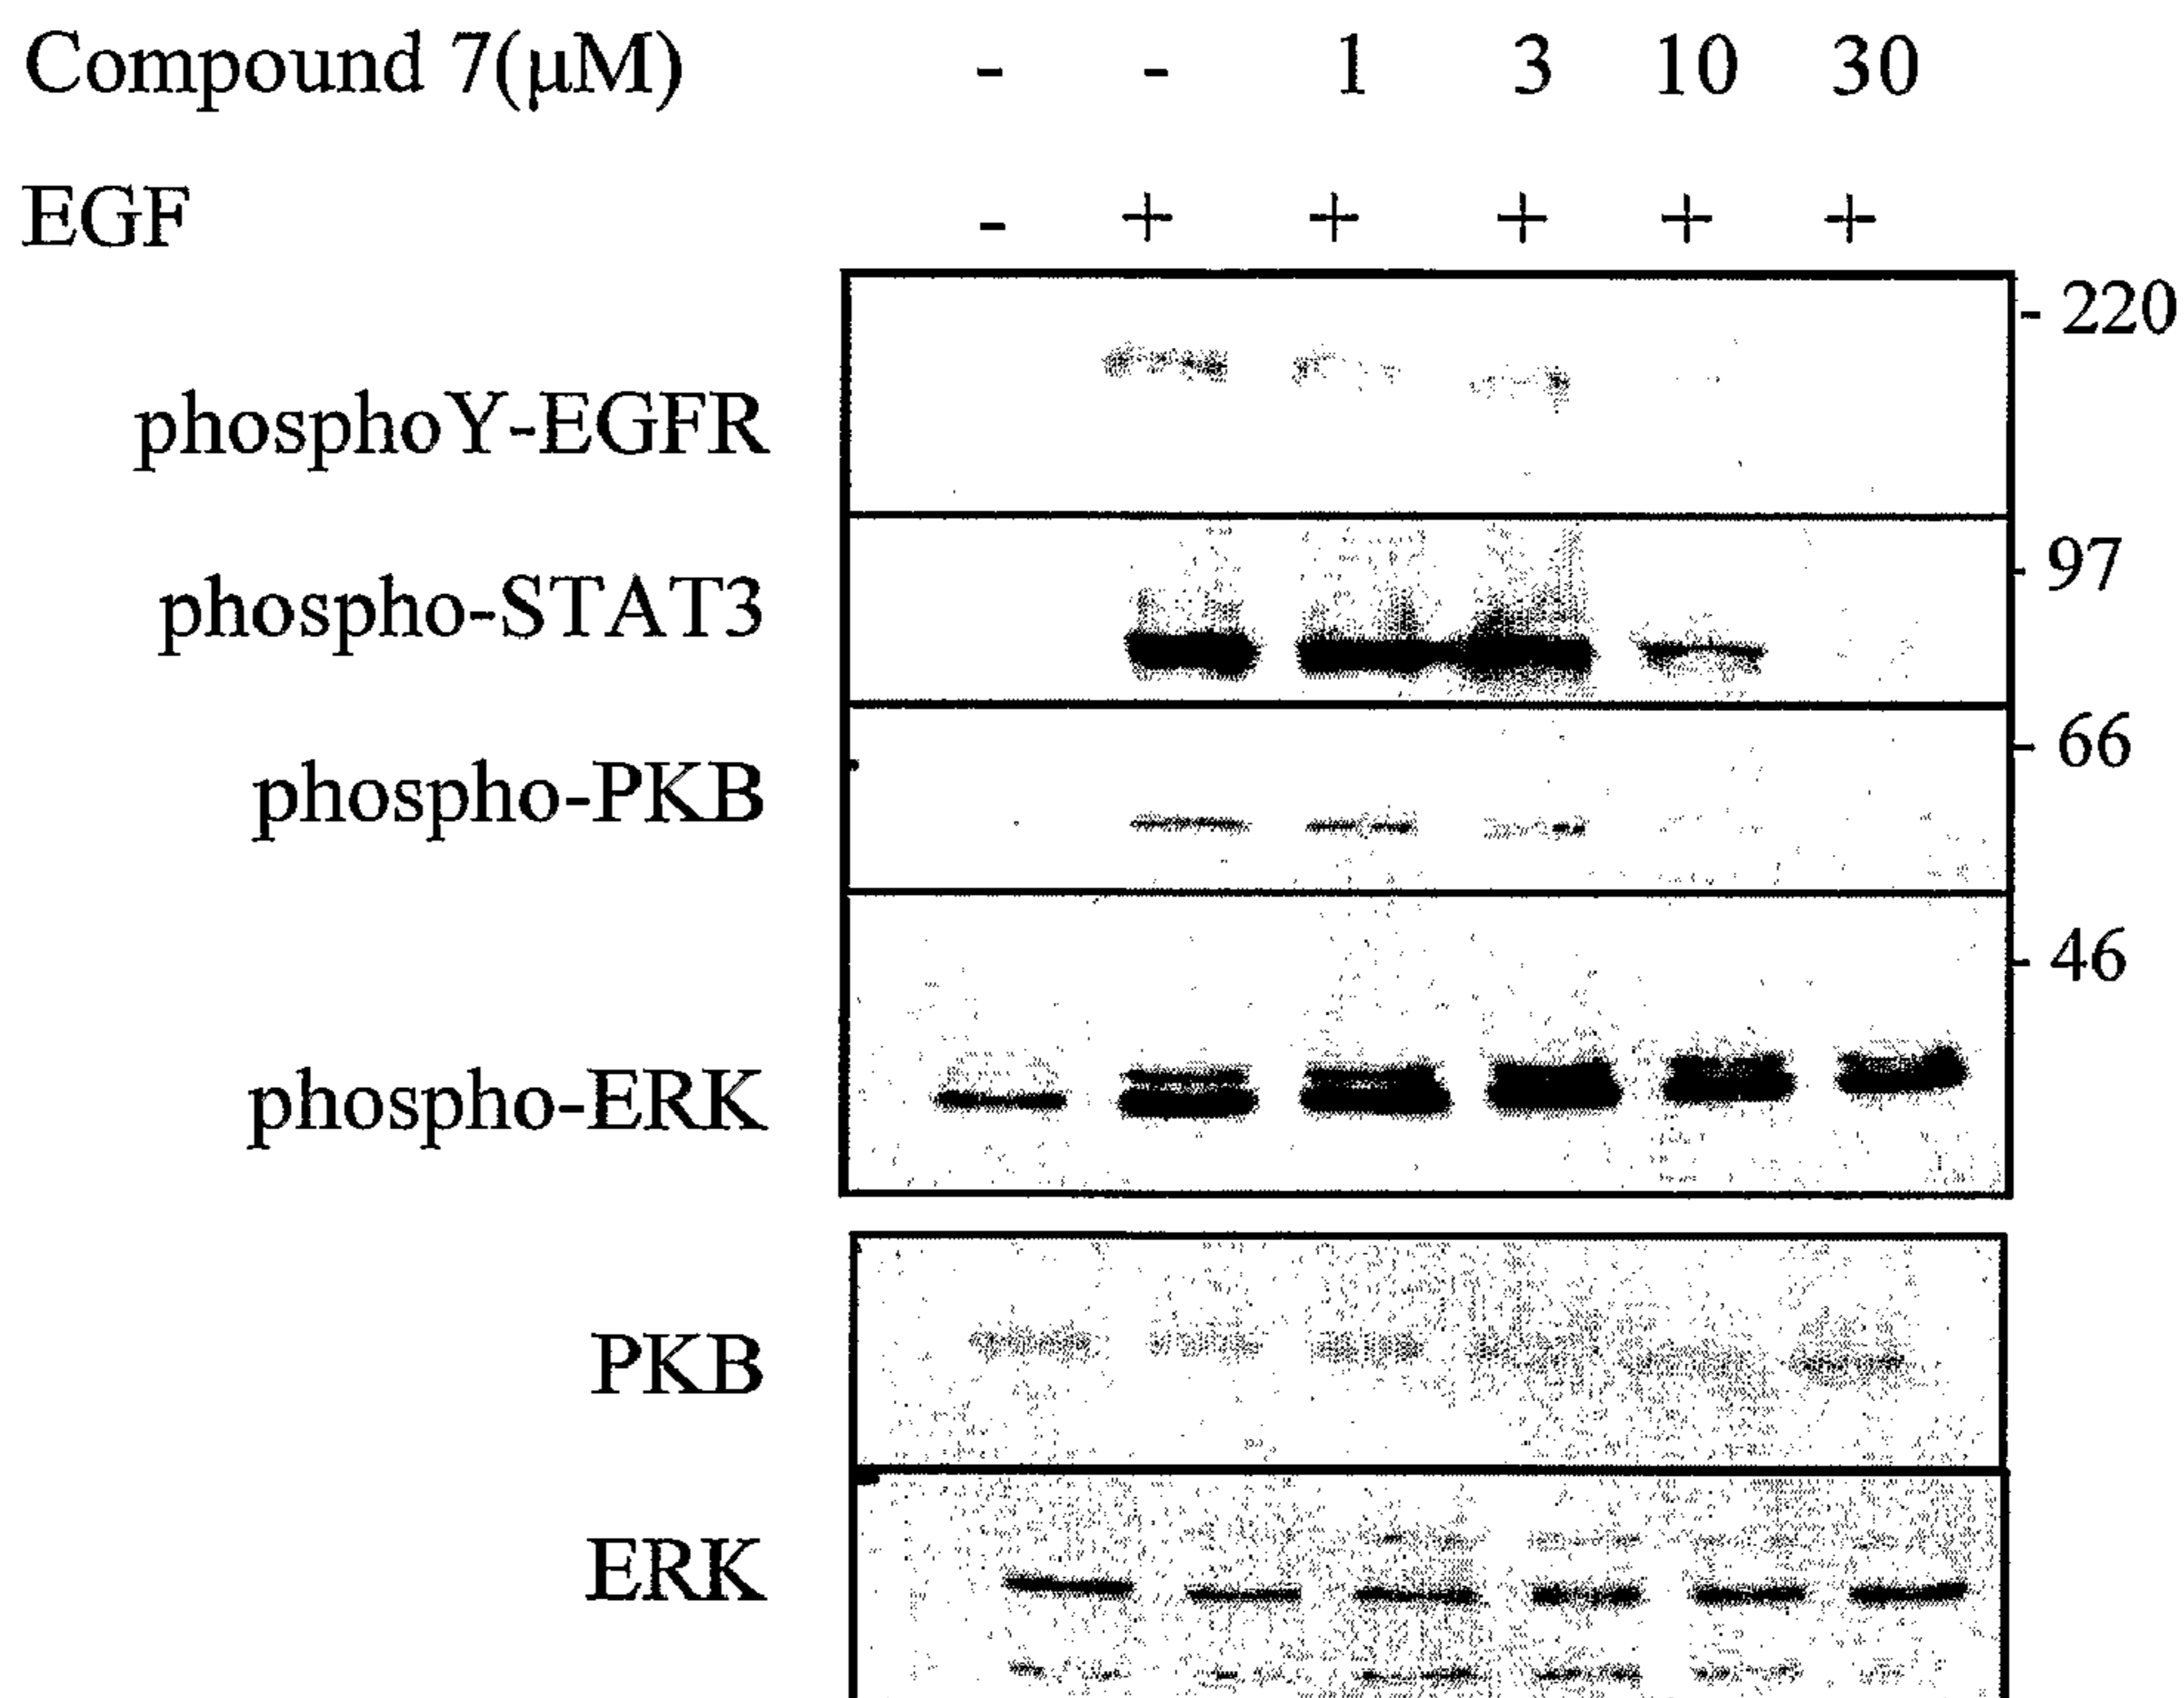 Compound 7(μM) - - 1 3 10 30
EGF - + + + + +
- 220
phosphoY-EGFR
- 97
phospho-STAT3
- 66
phospho-PKB
- 46
phospho-ERK
PKB
ERK